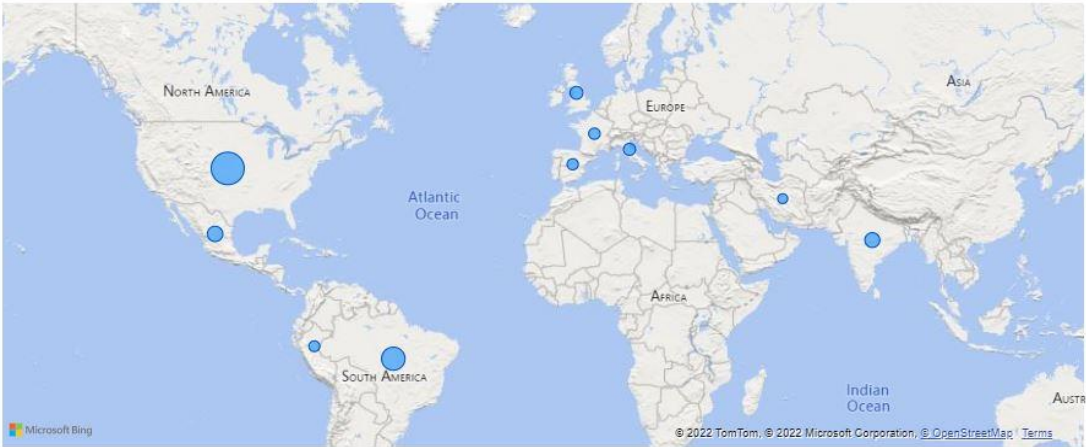 NORTH AMERICA
ASIA
EUROPE
Atlantic
Ocean
AFRICA
SOUTH AMERICA
Indian
Ocean
AUSTR
Microsoft Bing
© 2022 TomTom, © 2022 Microsoft Corporation, © OpenStreetMap Terms